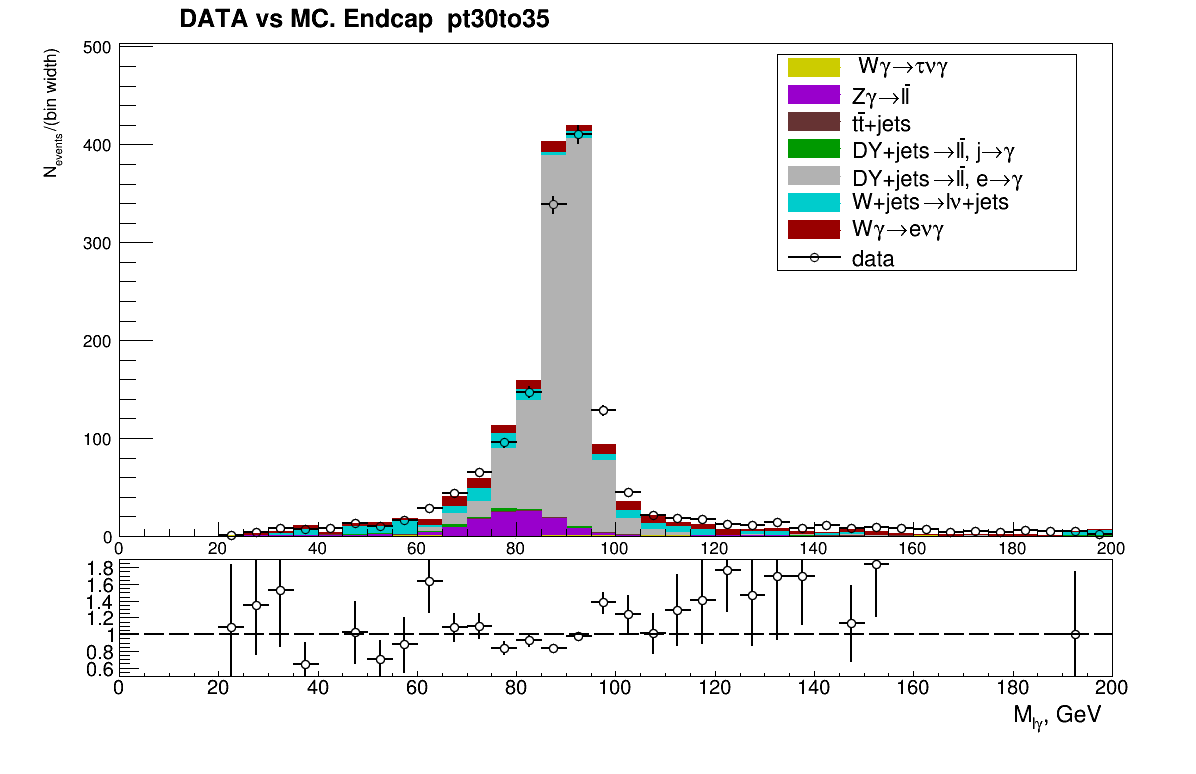 DATA vs MC. Endcap  pt30to35
N_events/(bin width)
500
400
300
200
100
0
Wγ→τνγ
Zγ→ll̄
tt̄+jets
DY+jets→ll̄, j→γ
DY+jets→ll̄, e→γ
W+jets→lν+jets
Wγ→eνγ
data
0 20 40 60 80 100 120 140 160 180 200
1.8
1.6
1.4
1.2
1
0.8
0.6
0 20 40 60 80 100 120 140 160 180 200
M_lγ, GeV